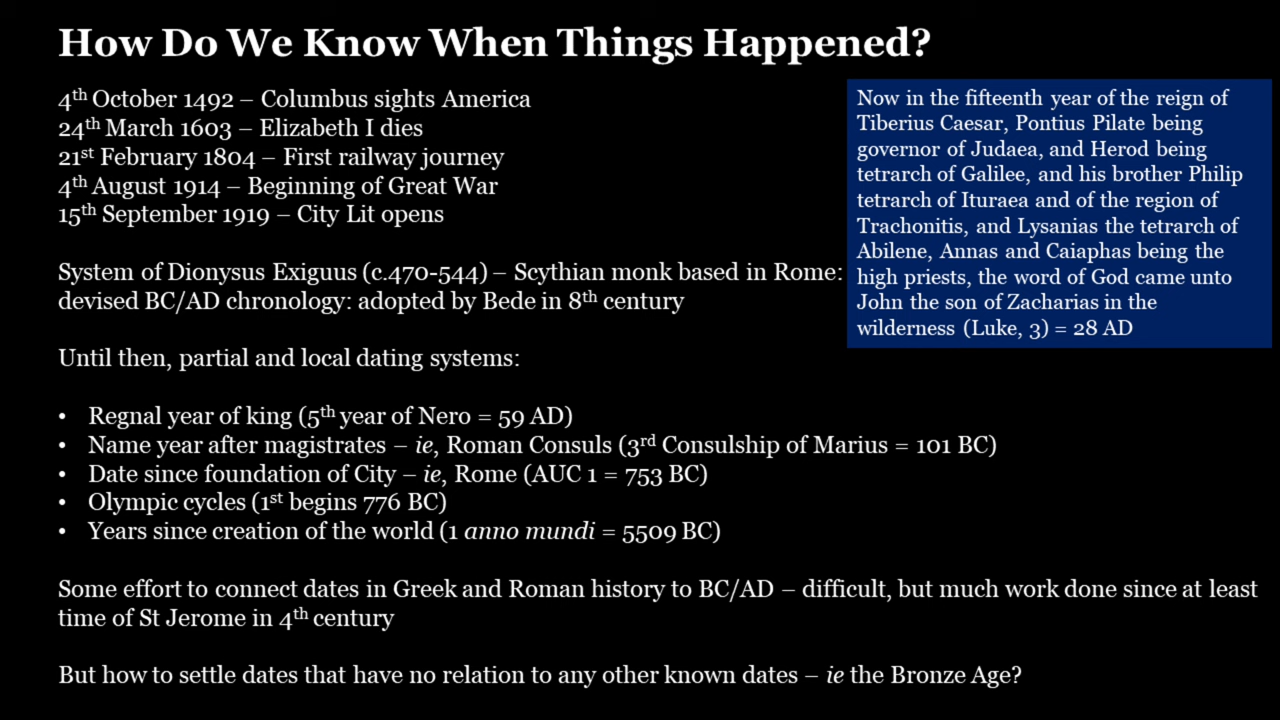 How Do We Know When Things Happened?
4th October 1492 – Columbus sights America
24th March 1603 – Elizabeth I dies
21st February 1804 – First railway journey
4th August 1914 – Beginning of Great War
15th September 1919 – City Lit opens
System of Dionysus Exiguus (c.470-544) – Scythian monk based in Rome:
devised BC/AD chronology: adopted by Bede in 8th century
Until then, partial and local dating systems:
• Regnal year of king (5th year of Nero = 59 AD)
• Name year after magistrates – ie, Roman Consuls (3rd Consulship of Marius = 101 BC)
• Date since foundation of City – ie, Rome (AUC 1 = 753 BC)
• Olympic cycles (1st begins 776 BC)
• Years since creation of the world (1 anno mundi = 5509 BC)
Some effort to connect dates in Greek and Roman history to BC/AD – difficult, but much work done since at least
time of St Jerome in 4th century
But how to settle dates that have no relation to any other known dates – ie the Bronze Age?
Now in the fifteenth year of the reign of
Tiberius Caesar, Pontius Pilate being
governor of Judaea, and Herod being
tetrarch of Galilee, and his brother Philip
tetrarch of Ituraea and of the region of
Trachonitis, and Lysanias the tetrarch of
Abilene, Annas and Caiaphas being the
high priests, the word of God came unto
John the son of Zacharias in the
wilderness (Luke, 3) = 28 AD